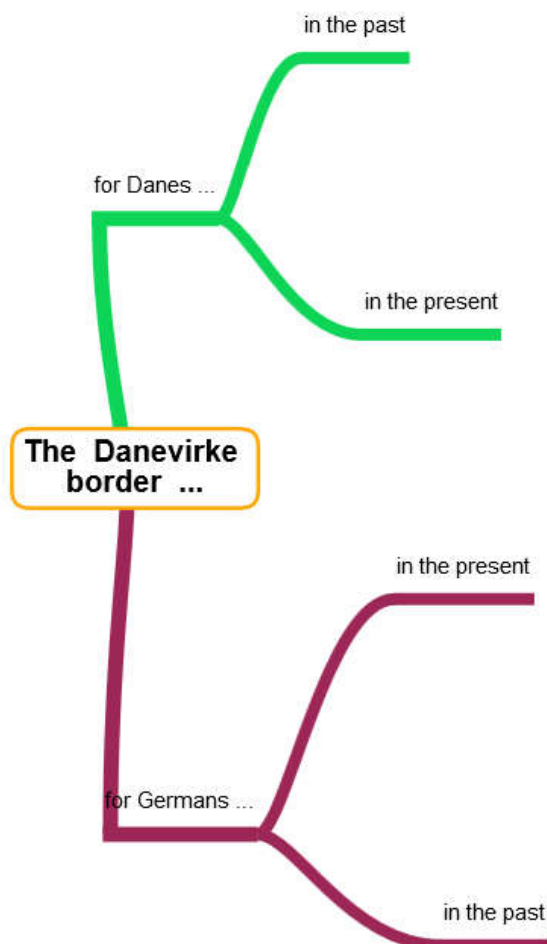 in the past
for Danes ...
in the present
The Danevirke
border ...
in the present
for Germans ...
in the past